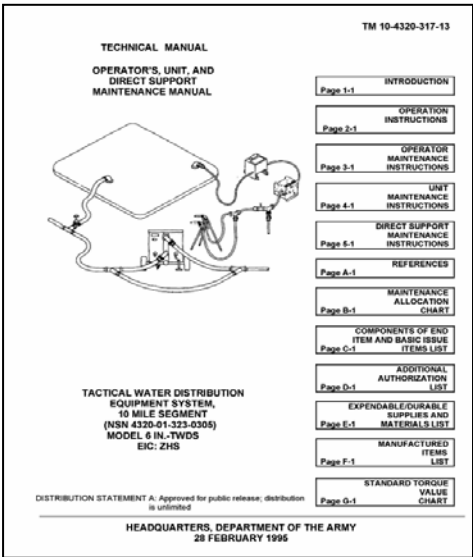 TM 10-4320-317-13
TECHNICAL MANUAL
OPERATOR'S, UNIT, AND
DIRECT SUPPORT
MAINTENANCE MANUAL
INTRODUCTION
Page 1-1
OPERATION
INSTRUCTIONS
Page 2-1
OPERATOR
MAINTENANCE
Page 3-1 INSTRUCTIONS
UNIT
MAINTENANCE
Page 4-1 INSTRUCTIONS
DIRECT SUPPORT
MAINTENANCE
Page 5-1 INSTRUCTIONS
REFERENCES
Page A-1
MAINTENANCE
ALLOCATION
Page B-1 CHART
COMPONENTS OF END
ITEM AND BASIC ISSUE
Page C-1 ITEMS LIST
ADDITIONAL
AUTHORIZATION
Page D-1 LIST
EXPENDABLE/DURABLE
SUPPLIES AND
Page E-1 MATERIALS LIST
MANUFACTURED
ITEMS
Page F-1 LIST
STANDARD TORQUE
VALUE
Page G-1 CHART
TACTICAL WATER DISTRIBUTION
EQUIPMENT SYSTEM,
10 MILE SEGMENT
(NSN 4320-01-323-0305)
MODEL 6 IN.-TWDS
EIC: ZHS
DISTRIBUTION STATEMENT A: Approved for public release; distribution
is unlimited
HEADQUARTERS, DEPARTMENT OF THE ARMY
28 FEBRUARY 1995